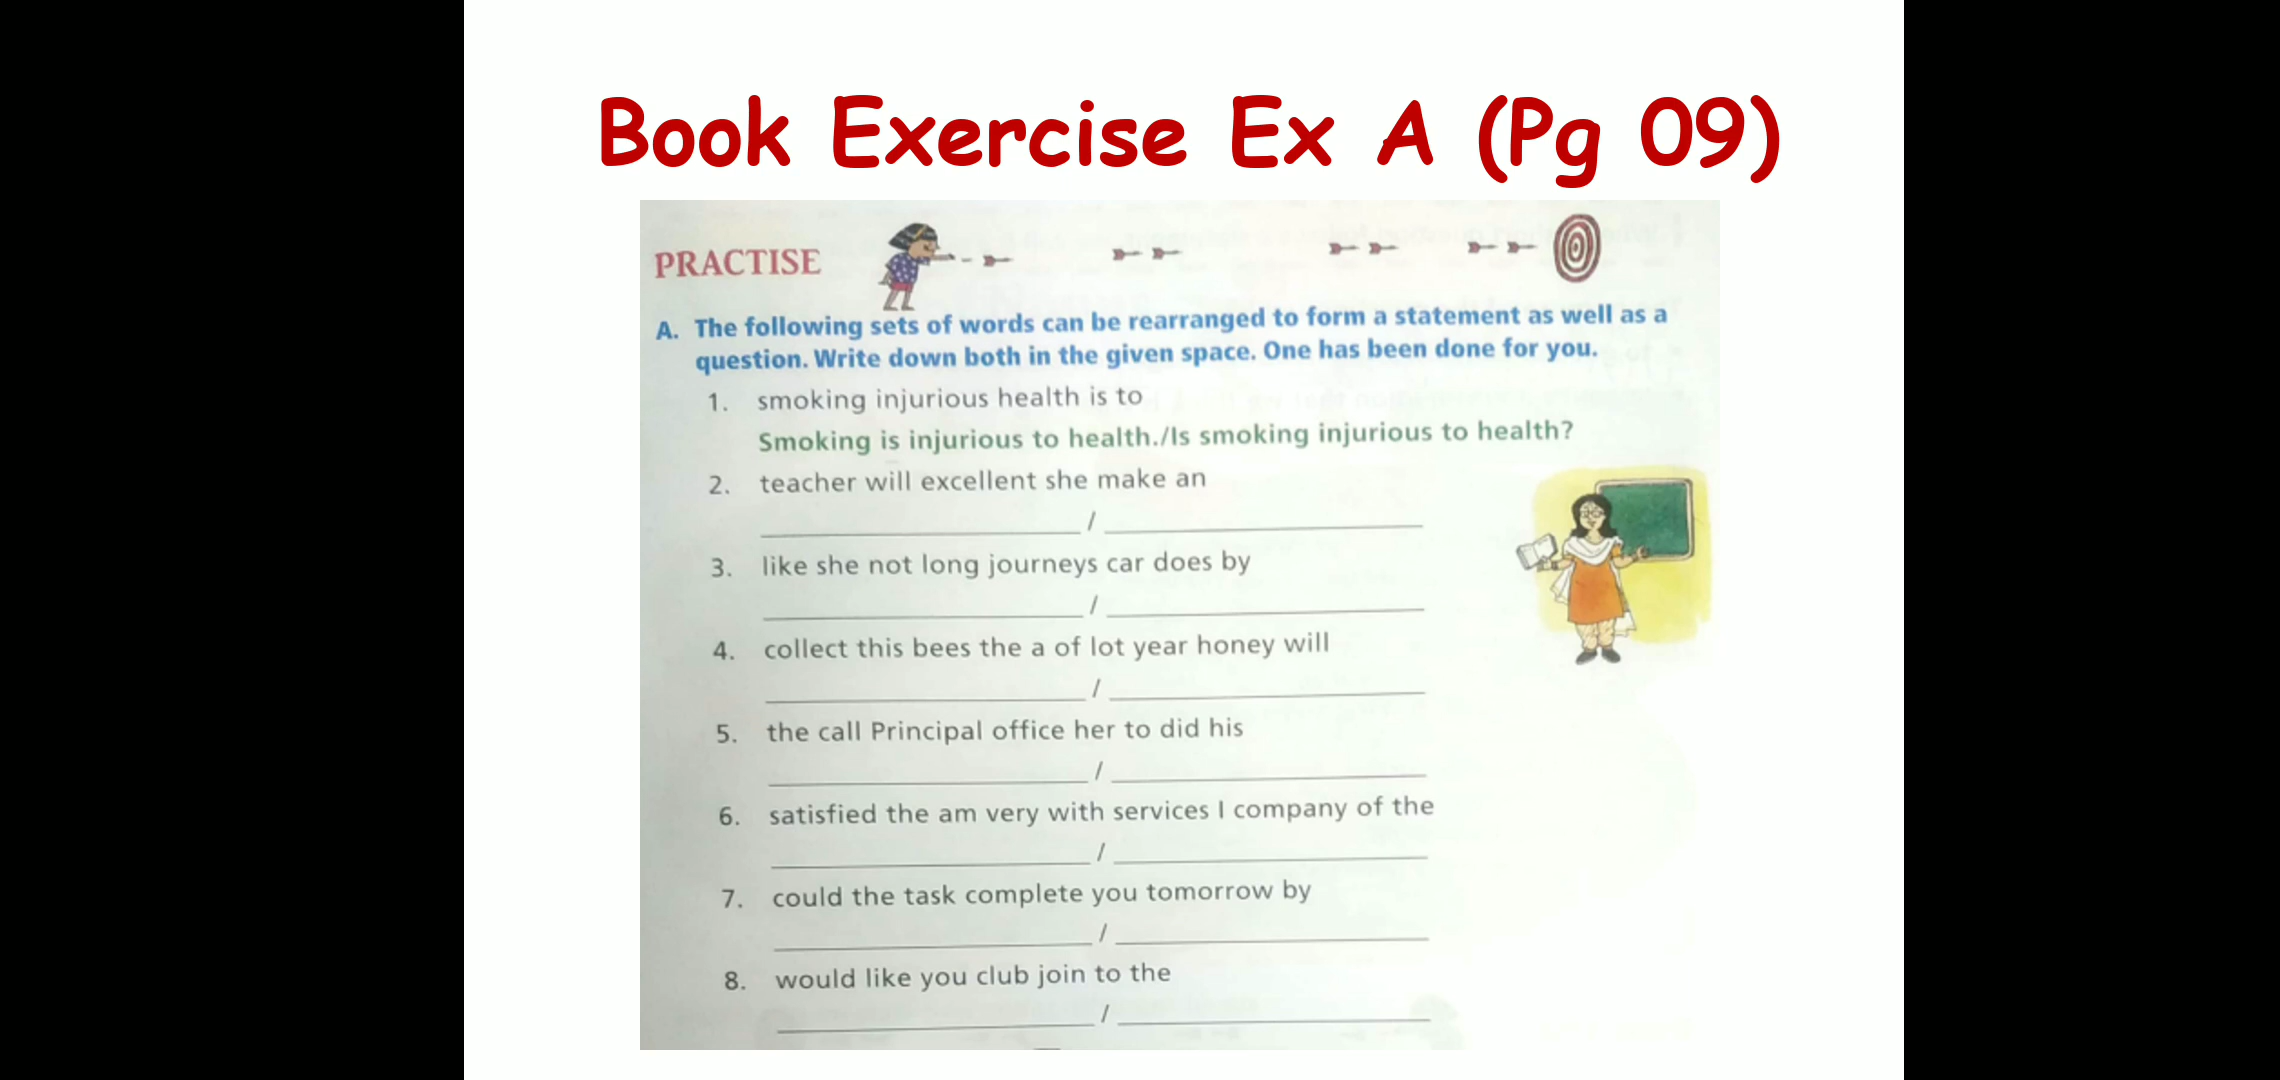 Book Exercise Ex A (Pg 09)
PRACTISE
A. The following sets of words can be rearranged to form a statement as well as a
question. Write down both in the given space. One has been done for you.
1. smoking injurious health is to
Smoking is injurious to health./Is smoking injurious to health?
2. teacher will excellent she make an
/
3. like she not long journeys car does by
/
4. collect this bees the a of lot year honey will
/
5. the call Principal office her to did his
/
6. satisfied the am very with services I company of the
/
7. could the task complete you tomorrow by
/
8. would like you club join to the
/